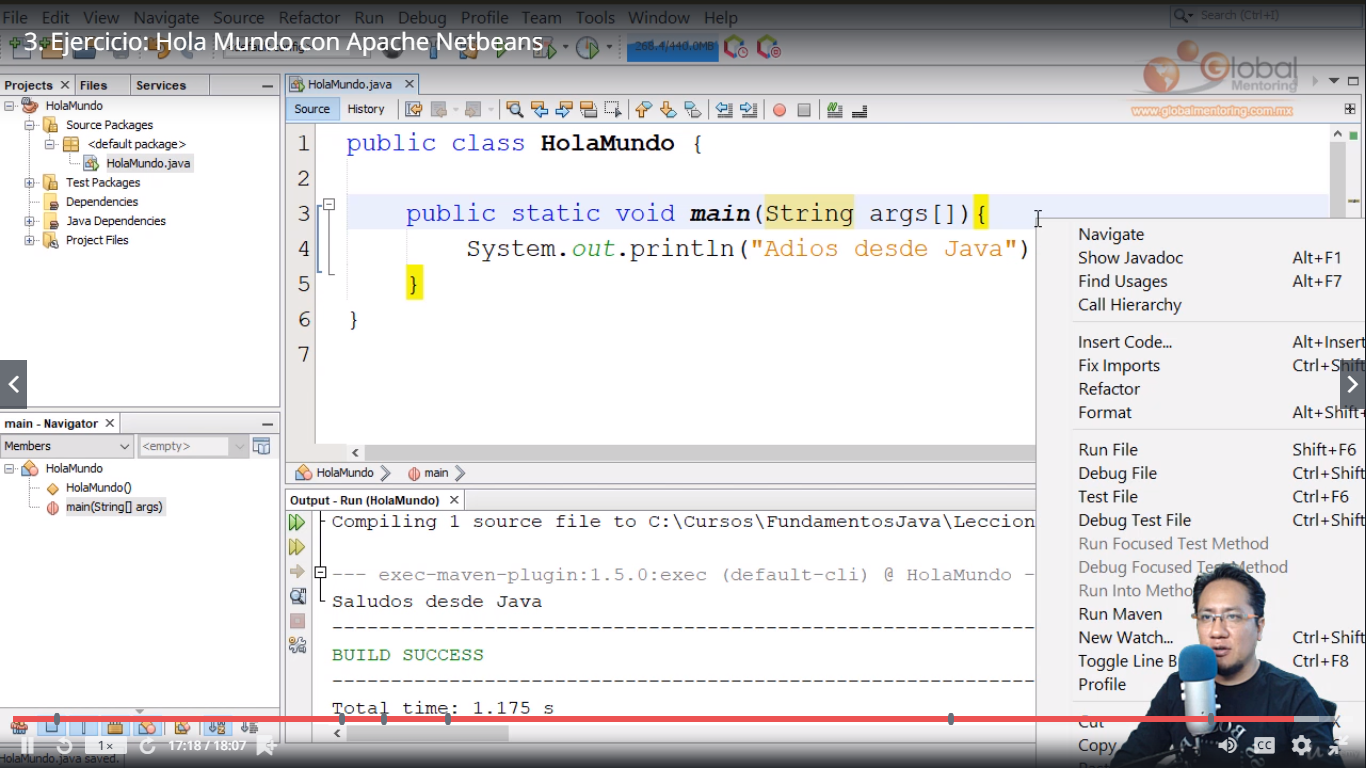 File Edit View Navigate Source Refactor Run Debug Profile Team Tools Window Help
Search (Ctrl+I)
3. Ejercicio: Hola Mundo con Apache Netbeans
268.4/440.0MB
Global
Mentoring
www.globalmentoring.com.mx
Projects Files Services
HolaMundo
Source Packages
<default package>
HolaMundo.java
Test Packages
Dependencies
Java Dependencies
Project Files
HolaMundo.java
Source History
1 public class HolaMundo {
2
3 public static void main(String args[]){
4 System.out.println("Adios desde Java")
5 }
6 }
7
HolaMundo main
Navigate
Show Javadoc Alt+F1
Find Usages Alt+F7
Call Hierarchy
Insert Code... Alt+Insert
Fix Imports Ctrl+Shift
Refactor
Format Alt+Shift+
Run File Shift+F6
Debug File Ctrl+Shift
Test File Ctrl+F6
Debug Test File Ctrl+Shift
Run Focused Test Method
Debug Focused Test Method
Run Into Metho
Run Maven
New Watch... Ctrl+Shift
Toggle Line B Ctrl+F8
Profile
Cut X
Copy
main - Navigator
Members <empty>
HolaMundo
HolaMundo()
main(String[] args)
Output - Run (HolaMundo)
Compiling 1 source file to C:\Cursos\FundamentosJava\Leccion
--- exec-maven-plugin:1.5.0:exec (default-cli) @ HolaMundo -
Saludos desde Java
BUILD SUCCESS
Total time: 1.175 s
1× 17:18 / 18:07
CC
HolaMundo.java saved.